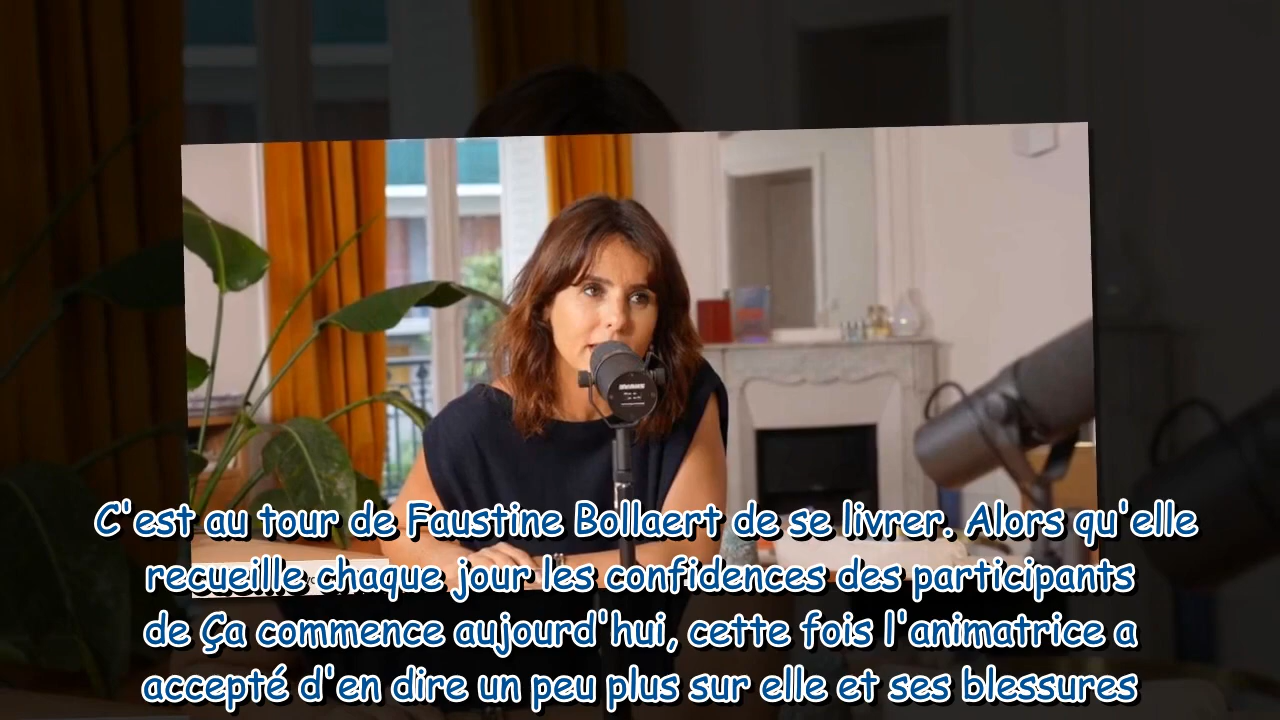 C'est au tour de Faustine Bollaert de se livrer. Alors qu'elle
recueille chaque jour les confidences des participants
de Ça commence aujourd'hui, cette fois l'animatrice a
accepté d'en dire un peu plus sur elle et ses blessures